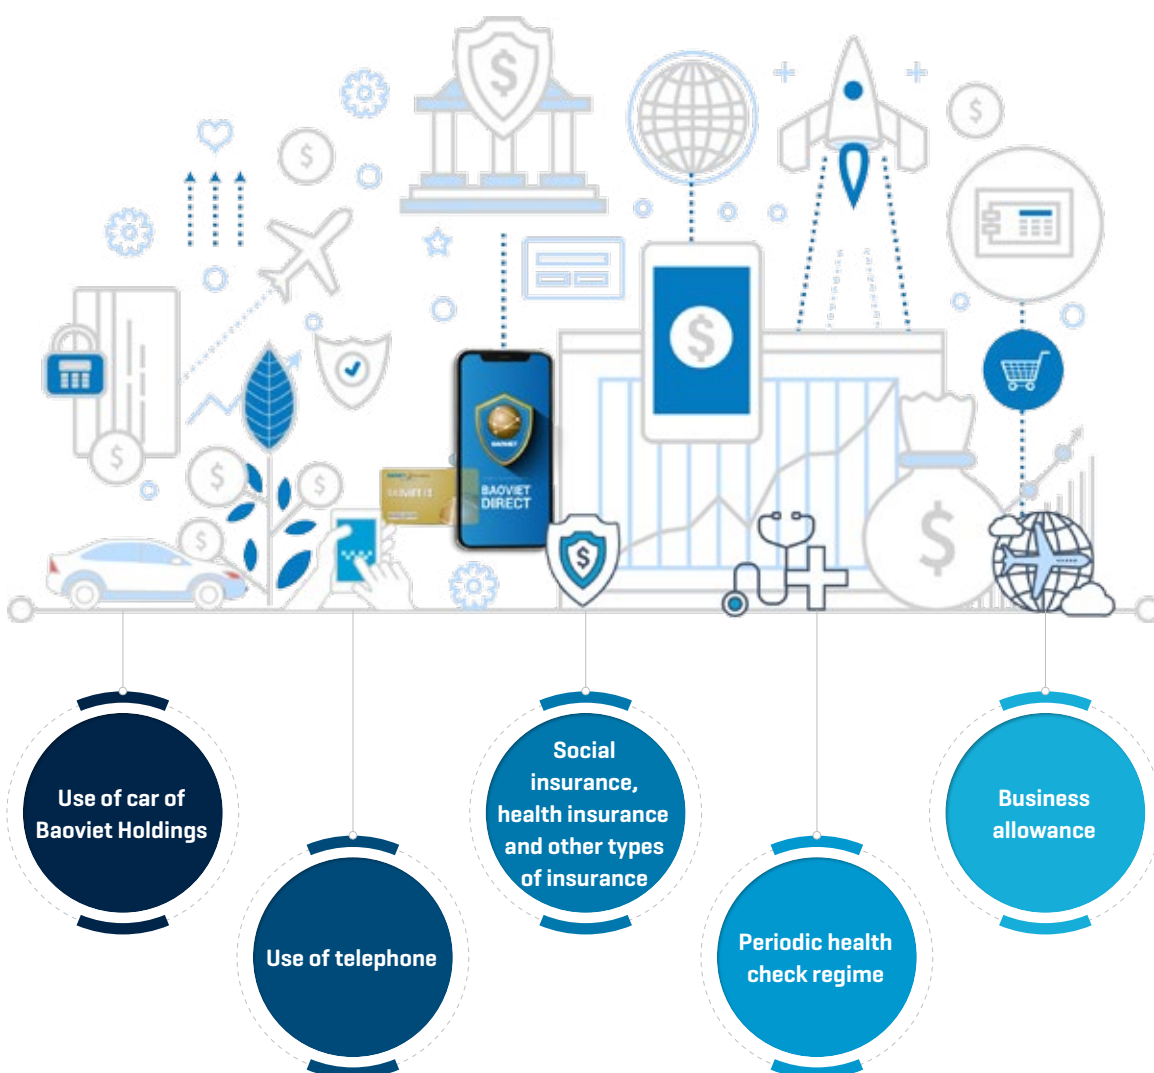 $
$
$
$
BAOVIET
DIRECT
$
$
$
$
$
$
Use of car of
Baoviet Holdings
Use of telephone
Social
insurance,
health insurance
and other types
of insurance
Periodic health
check regime
Business
allowance